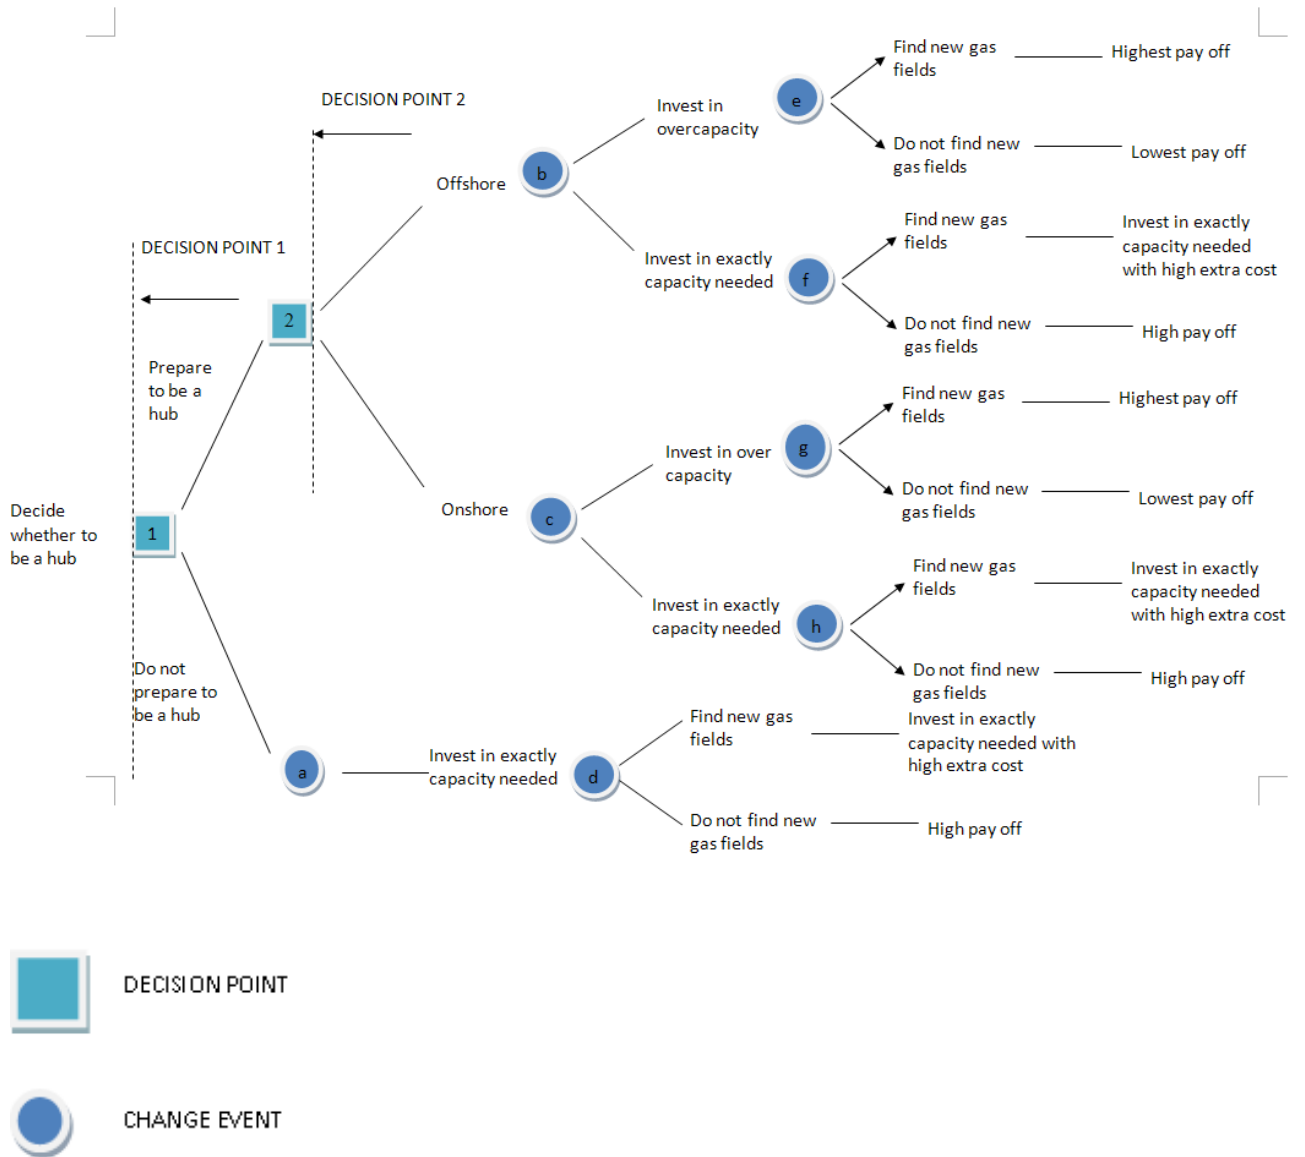 Find new gas
fields
Highest pay off
DECISION POINT 2
Invest in
overcapacity
e
Do not find new
gas fields
Lowest pay off
Offshore
b
Find new gas
fields
Invest in exactly
capacity needed
with high extra cost
DECISION POINT 1
Invest in exactly
capacity needed
f
2
Do not find new
gas fields
High pay off
Prepare
to be a
hub
Find new gas
fields
Highest pay off
Invest in over
capacity
g
Do not find new
gas fields
Lowest pay off
Onshore
c
Decide
whether to
be a hub
1
Find new gas
fields
Invest in exactly
capacity needed
with high extra cost
Invest in exactly
capacity needed
h
Do not find new
gas fields
High pay off
Do not
prepare to
be a hub
Find new gas
fields
Invest in exactly
capacity needed with
high extra cost
a
Invest in exactly
capacity needed
d
Do not find new
gas fields
High pay off
DECISION POINT
CHANGE EVENT